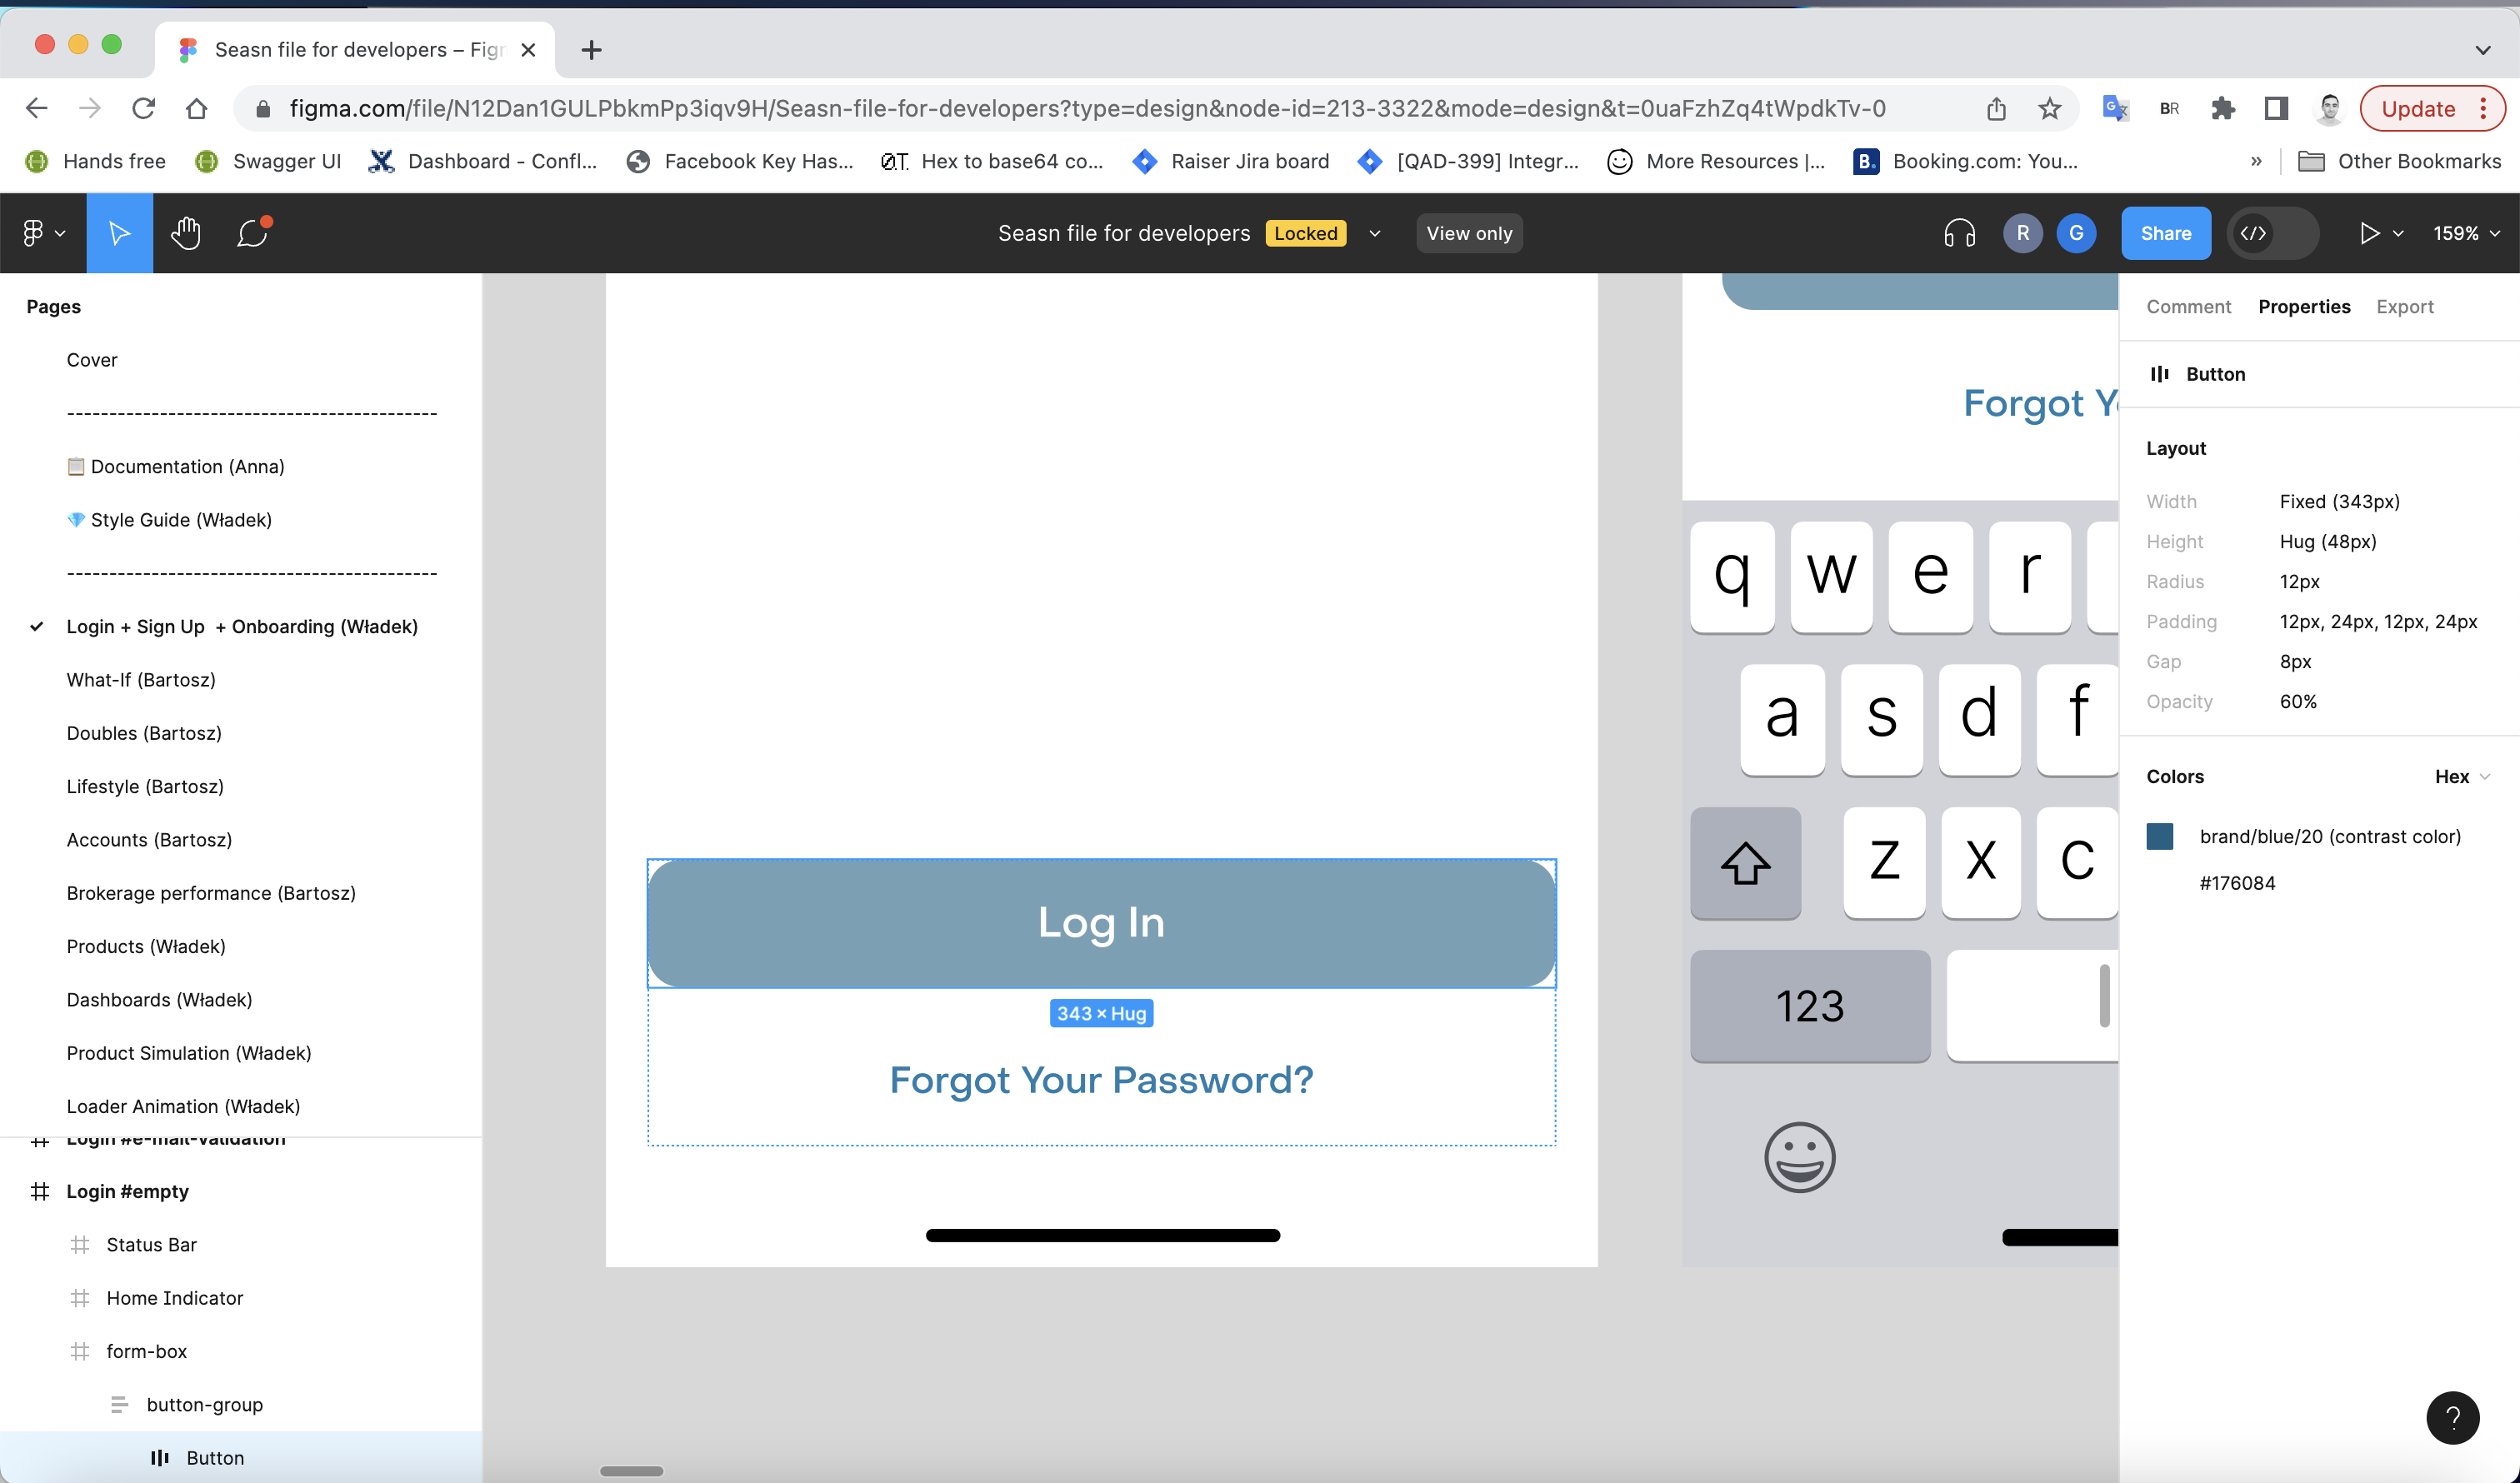 Seasn file for developers – Figr
figma.com/file/N12Dan1GULPbkmPp3iqv9H/Seasn-file-for-developers?type=design&node-id=213-3322&mode=design&t=0uaFzhZq4tWpdkTv-0
BR
Update
Hands free
Swagger UI
Dashboard - Confl...
Facebook Key Has...
Hex to base64 co...
Raiser Jira board
[QAD-399] Integr...
More Resources |...
B.
Booking.com: You...
»
Other Bookmarks
Seasn file for developers
Locked
View only
R
G
Share
159%
Pages
Cover
--------------------------------------------
Documentation (Anna)
Style Guide (Władek)
--------------------------------------------
Login + Sign Up + Onboarding (Władek)
What-If (Bartosz)
Doubles (Bartosz)
Lifestyle (Bartosz)
Accounts (Bartosz)
Brokerage performance (Bartosz)
Products (Władek)
Dashboards (Władek)
Product Simulation (Władek)
Loader Animation (Władek)
Login #e-mail-validation
Login #empty
Status Bar
Home Indicator
form-box
button-group
Button
Log In
343 × Hug
Forgot Your Password?
Forgot Yo
q w e r
a s d f
Z X C
123
Comment
Properties
Export
Button
Layout
Width Fixed (343px)
Height Hug (48px)
Radius 12px
Padding 12px, 24px, 12px, 24px
Gap 8px
Opacity 60%
Colors
Hex
brand/blue/20 (contrast color)
#176084
?